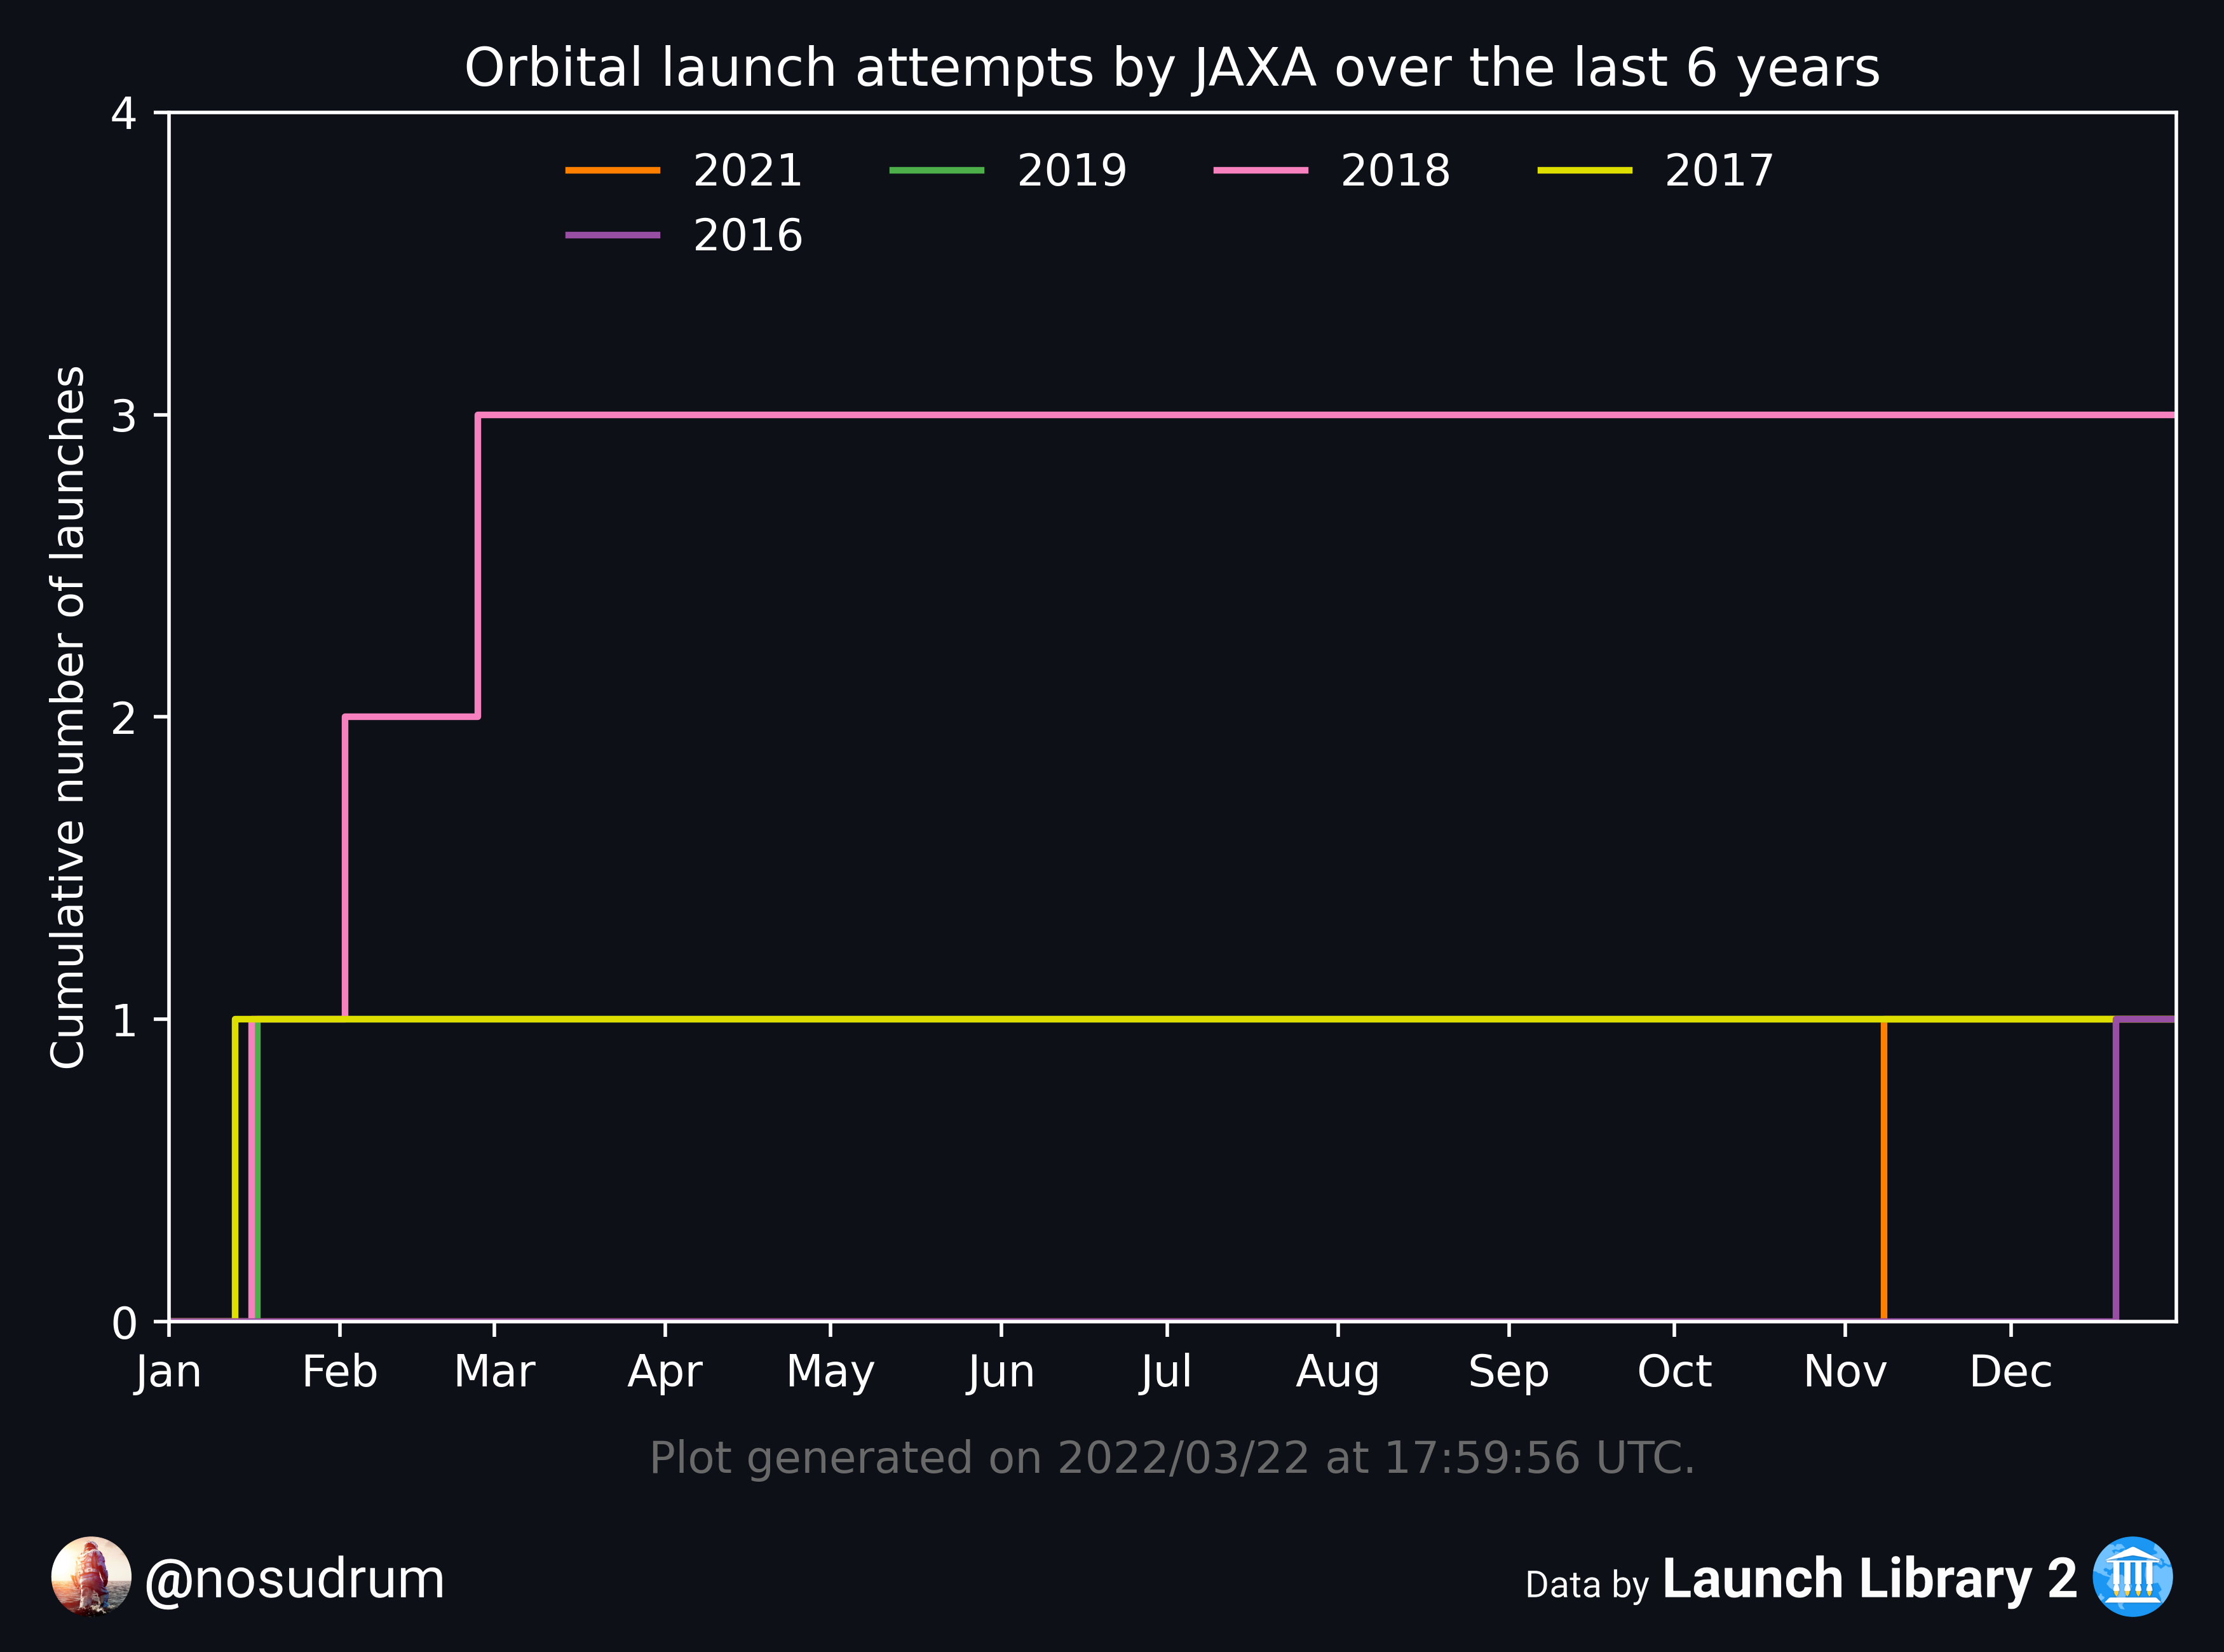 Orbital launch attempts by JAXA over the last 6 years
4
2021 2019 2018 2017
2016
Cumulative number of launches
3
2
1
0
Jan Feb Mar Apr May Jun Jul Aug Sep Oct Nov Dec
Plot generated on 2022/03/22 at 17:59:56 UTC.
@nosudrum
Data by Launch Library 2